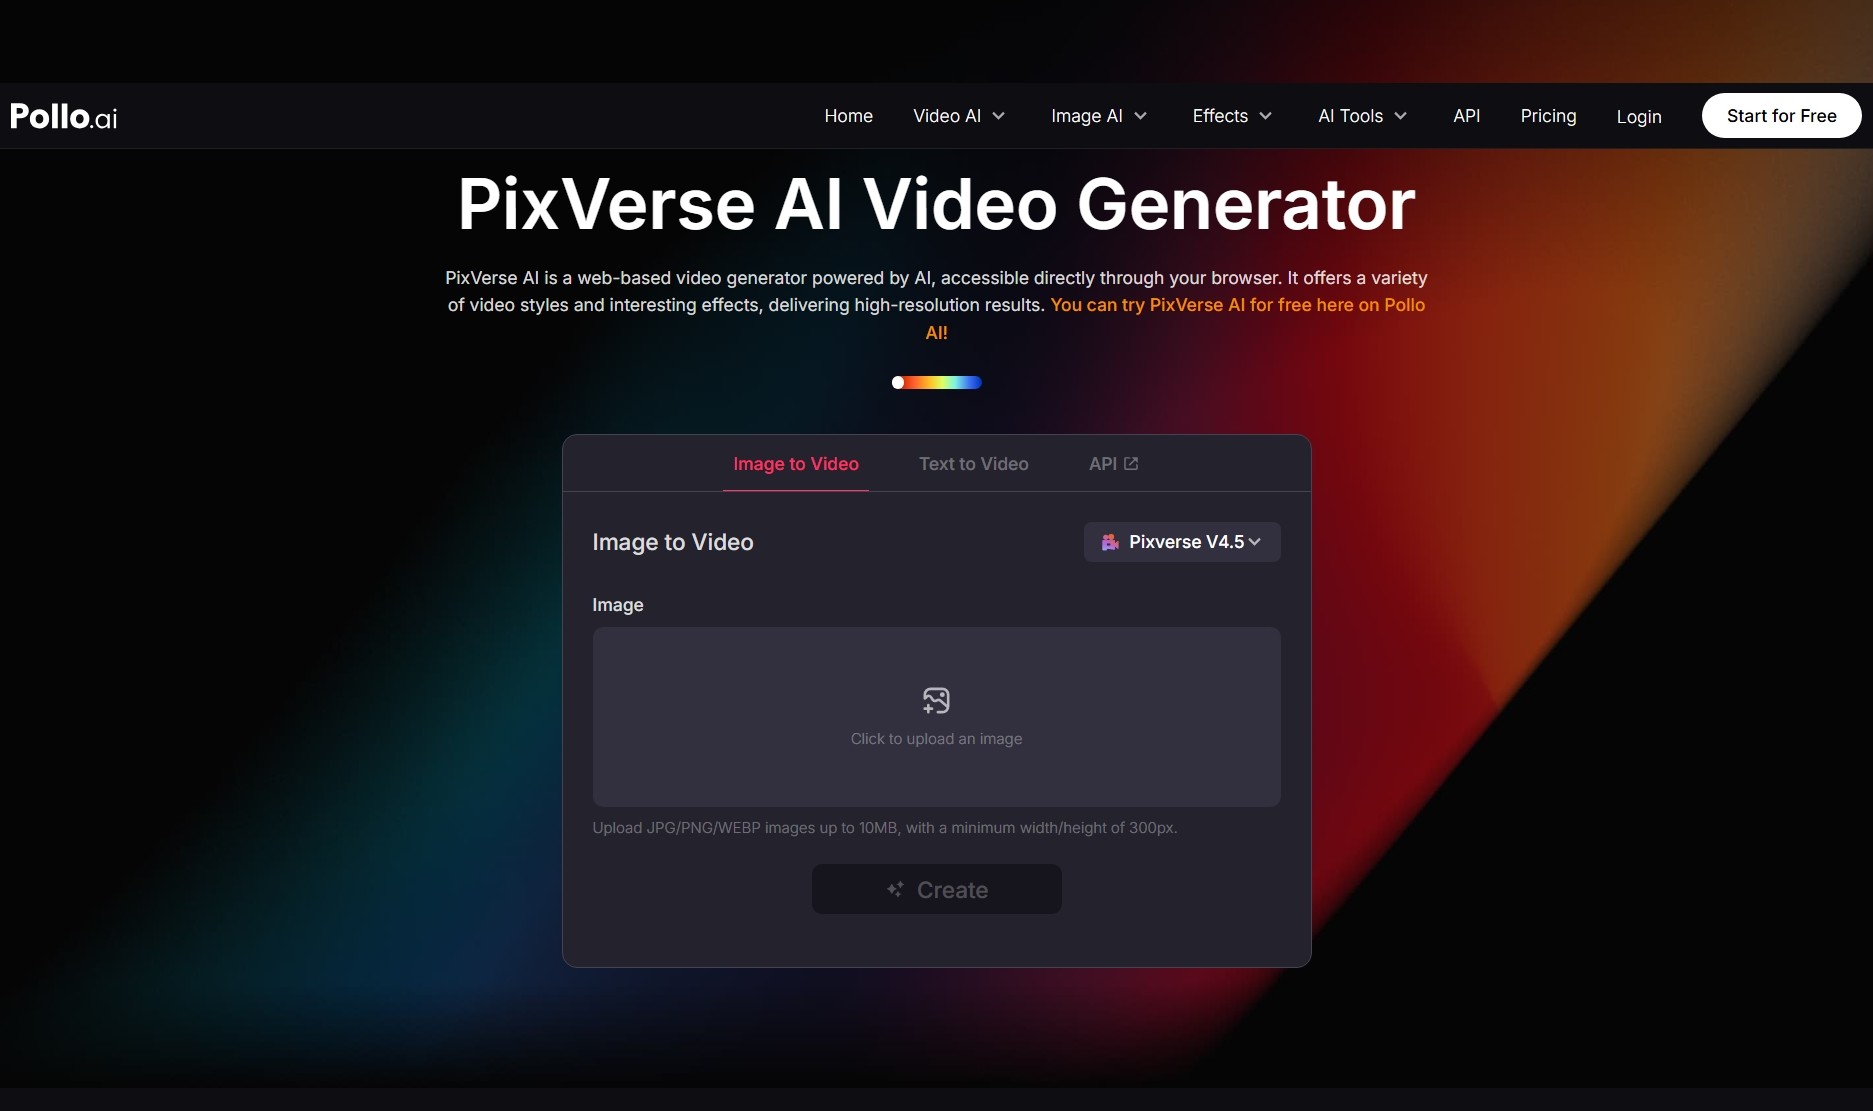 Pollo.ai
Home Video AI Image AI Effects AI Tools API Pricing Login Start for Free
PixVerse AI Video Generator
PixVerse AI is a web-based video generator powered by AI, accessible directly through your browser. It offers a variety
of video styles and interesting effects, delivering high-resolution results. You can try PixVerse AI for free here on Pollo
AI!
Image to Video Text to Video API
Image to Video Pixverse V4.5
Image
Click to upload an image
Upload JPG/PNG/WEBP images up to 10MB, with a minimum width/height of 300px.
Create